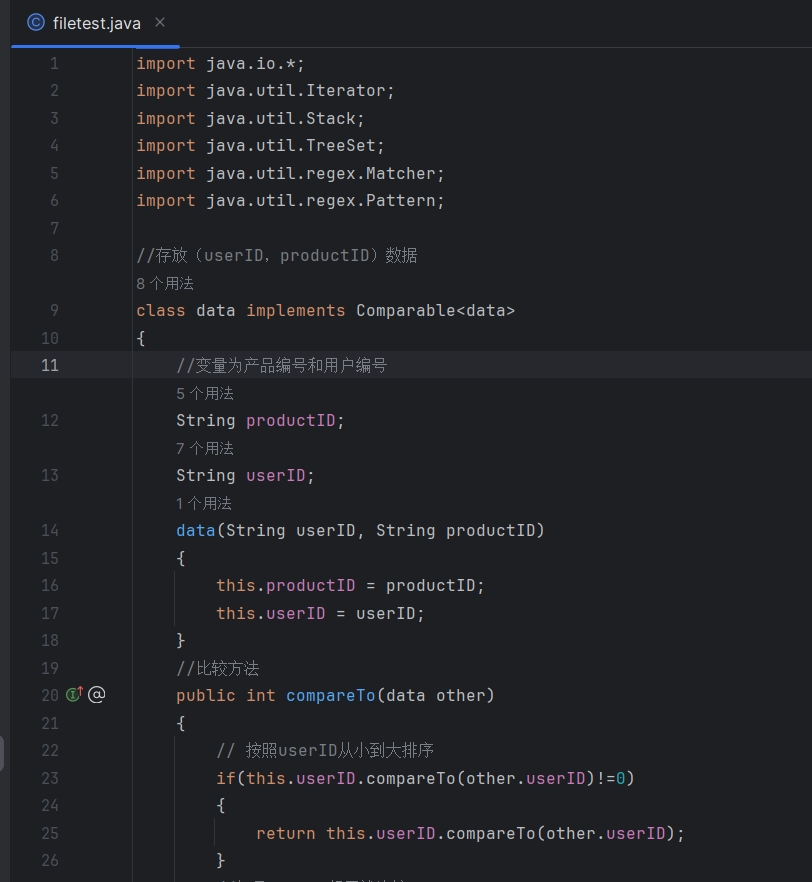 filetest.java
1 import java.io.*;
2 import java.util.Iterator;
3 import java.util.Stack;
4 import java.util.TreeSet;
5 import java.util.regex.Matcher;
6 import java.util.regex.Pattern;
7
8 //存放（userID，productID）数据
8 个用法
9 class data implements Comparable<data>
10 {
11 //变量为产品编号和用户编号
5 个用法
12 String productID;
7 个用法
13 String userID;
1 个用法
14 data(String userID, String productID)
15 {
16 this.productID = productID;
17 this.userID = userID;
18 }
19 //比较方法
20 public int compareTo(data other)
21 {
22 // 按照userID从小到大排序
23 if(this.userID.compareTo(other.userID)!=0)
24 {
25 return this.userID.compareTo(other.userID);
26 }